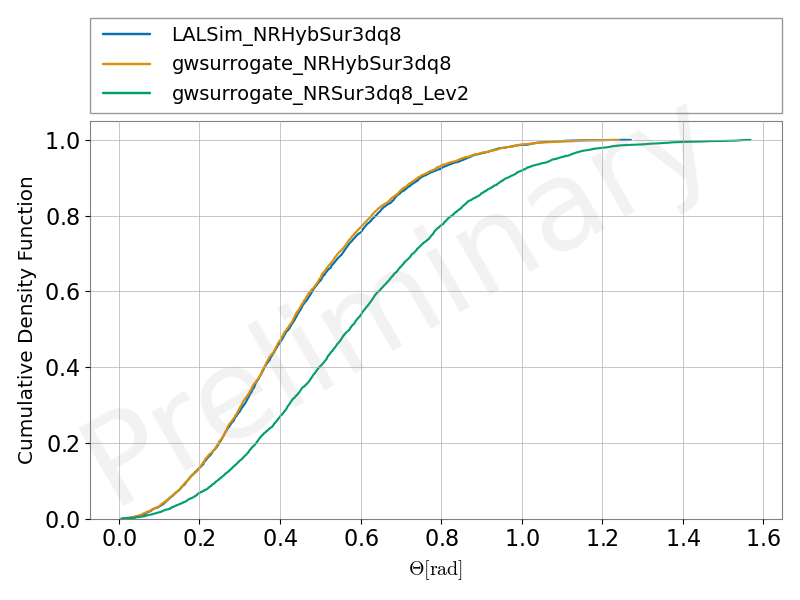 LALSim_NRHybSur3dq8
gwsurrogate_NRHybSur3dq8
gwsurrogate_NRSur3dq8_Lev2
Preliminary
Cumulative Density Function
1.0
0.8
0.6
0.4
0.2
0.0
0.0 0.2 0.4 0.6 0.8 1.0 1.2 1.4 1.6
Θ[rad]